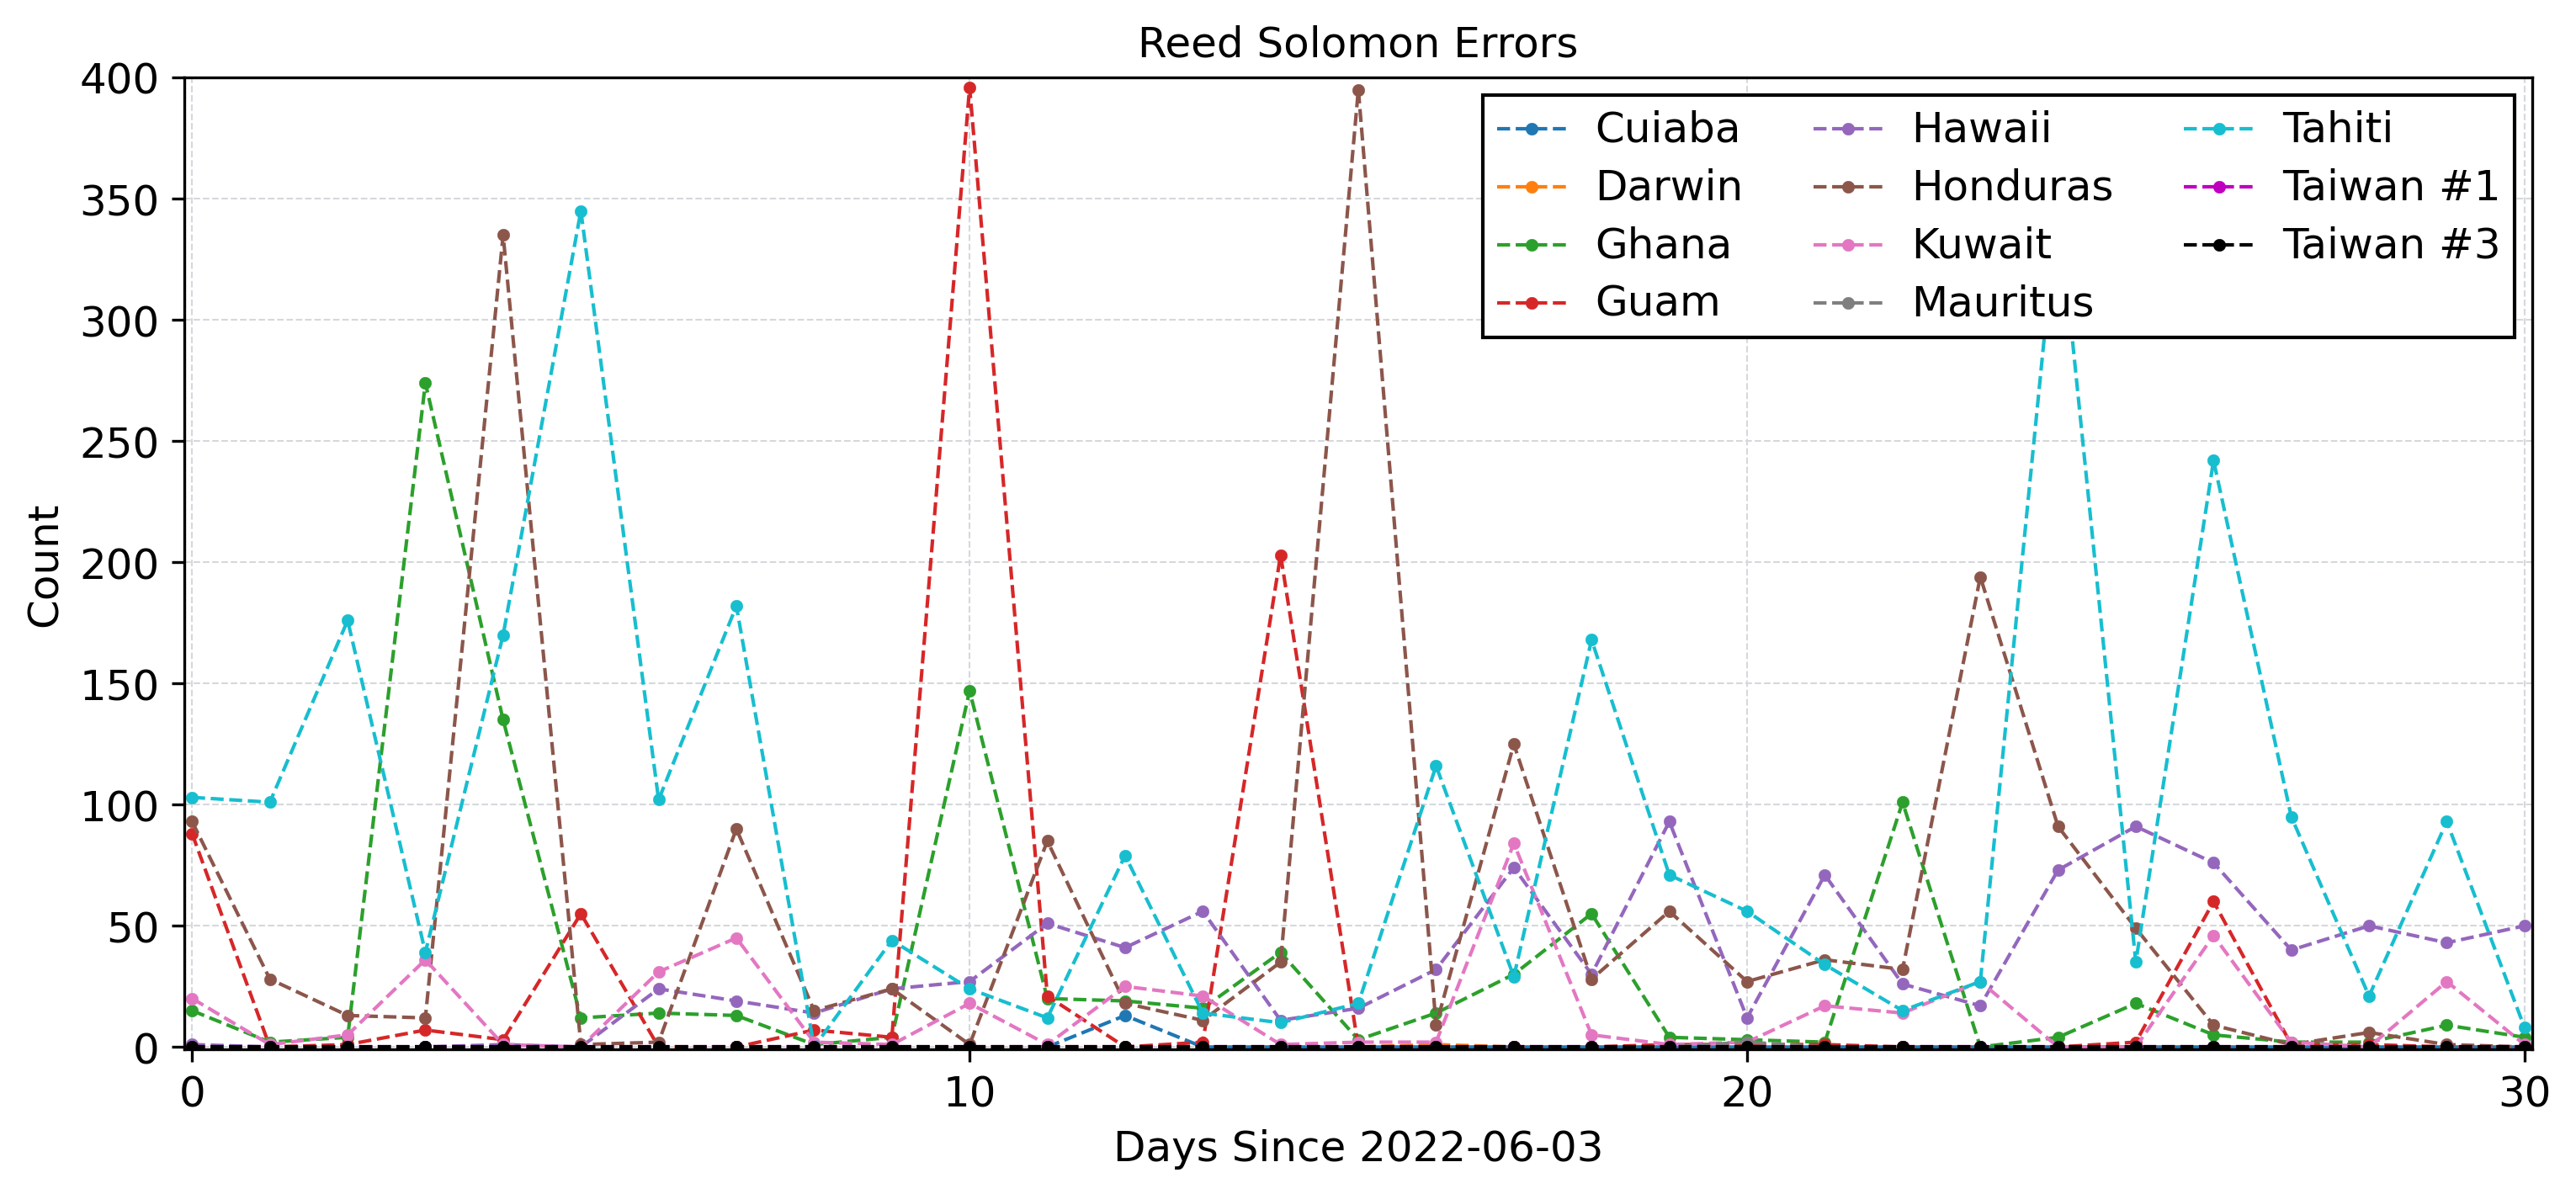 Reed Solomon Errors
400
350
300
250
200
150
100
50
0
Count
Cuiaba
Darwin
Ghana
Guam
Hawaii
Honduras
Kuwait
Mauritus
Tahiti
Taiwan #1
Taiwan #3
0 10 20 30
Days Since 2022-06-03